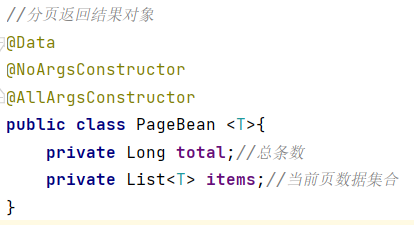 //分页返回结果对象
@Data
@NoArgsConstructor
@AllArgsConstructor
public class PageBean <T>{
    private Long total;//总条数
    private List<T> items;//当前页数据集合
}